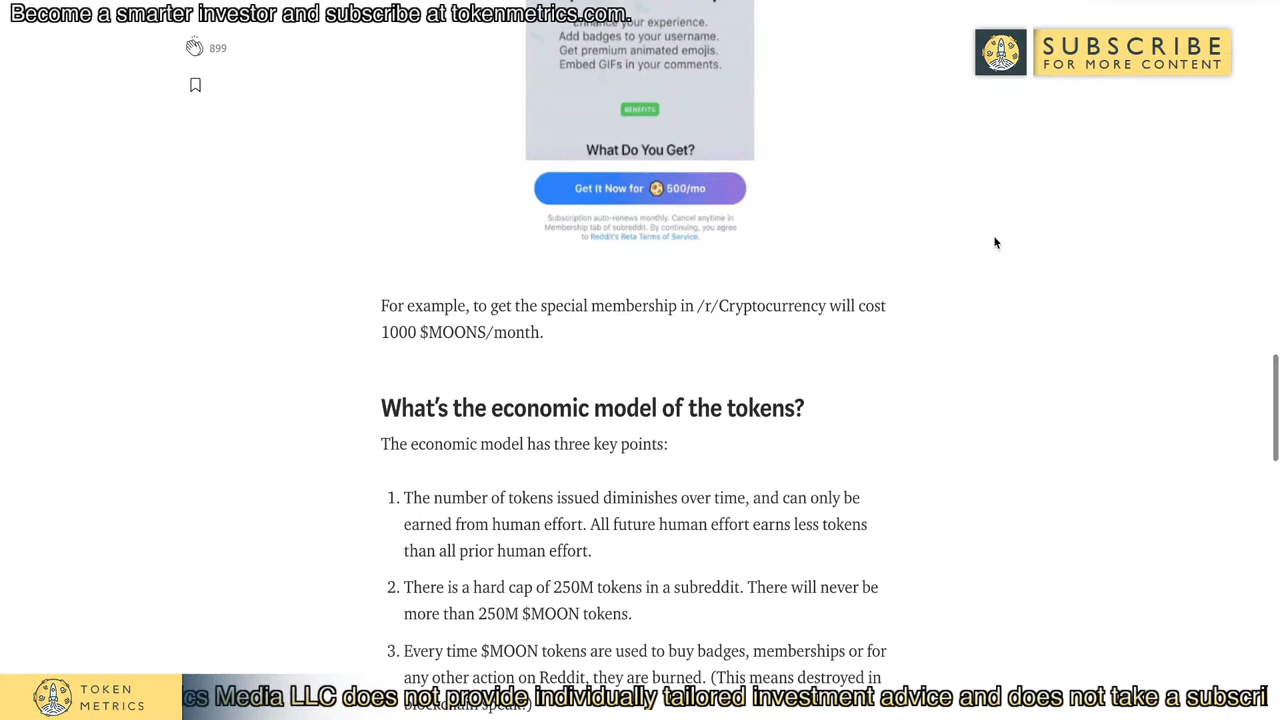 Become a smarter investor and subscribe at tokenmetrics.com.
Enhance your experience.
Add badges to your username.
Get premium animated emojis.
Embed GIFs in your comments.
899
SUBSCRIBE
FOR MORE CONTENT
BENEFITS
What Do You Get?
Get It Now for 500/mo
Subscription auto-renews monthly. Cancel anytime in
Membership tab of subreddit. By continuing, you agree
to Reddit's Beta Terms of Service.
For example, to get the special membership in /r/Cryptocurrency will cost
1000 $MOONS/month.
What's the economic model of the tokens?
The economic model has three key points:
1. The number of tokens issued diminishes over time, and can only be
earned from human effort. All future human effort earns less tokens
than all prior human effort.
2. There is a hard cap of 250M tokens in a subreddit. There will never be
more than 250M $MOON tokens.
3. Every time $MOON tokens are used to buy badges, memberships or for
any other action on Reddit, they are burned. (This means destroyed in
blockchain speak.)
TOKEN
METRICS
cs Media LLC does not provide individually tailored investment advice and does not take a subscri